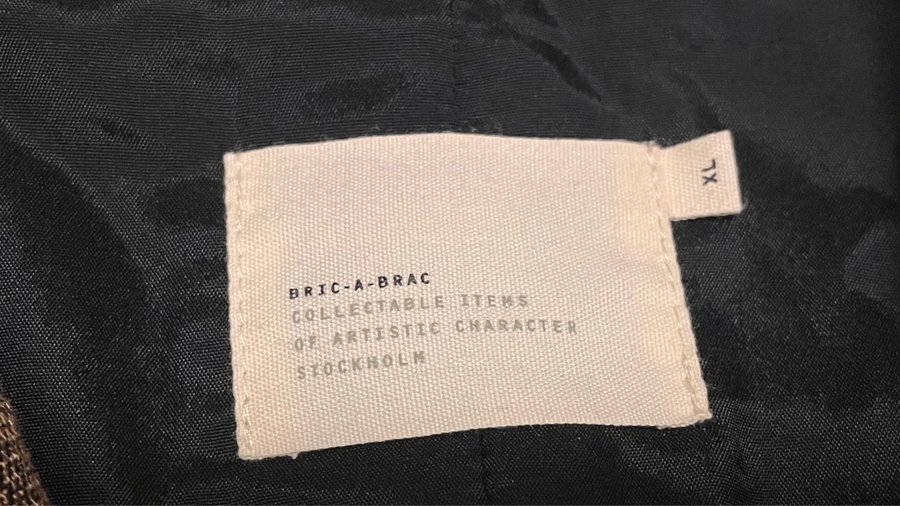 BRIC-A-BRAC
COLLECTABLE ITEMS
OF ARTISTIC CHARACTER
STOCKHOLM
XL